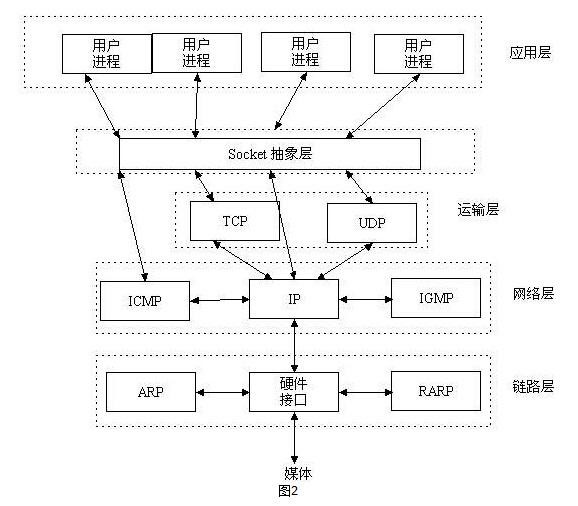 用户
进程
用户
进程
用户
进程
用户
进程
应用层
Socket 抽象层
TCP
UDP
运输层
ICMP
IP
IGMP
网络层
ARP
硬件
接口
RARP
链路层
媒体
图2